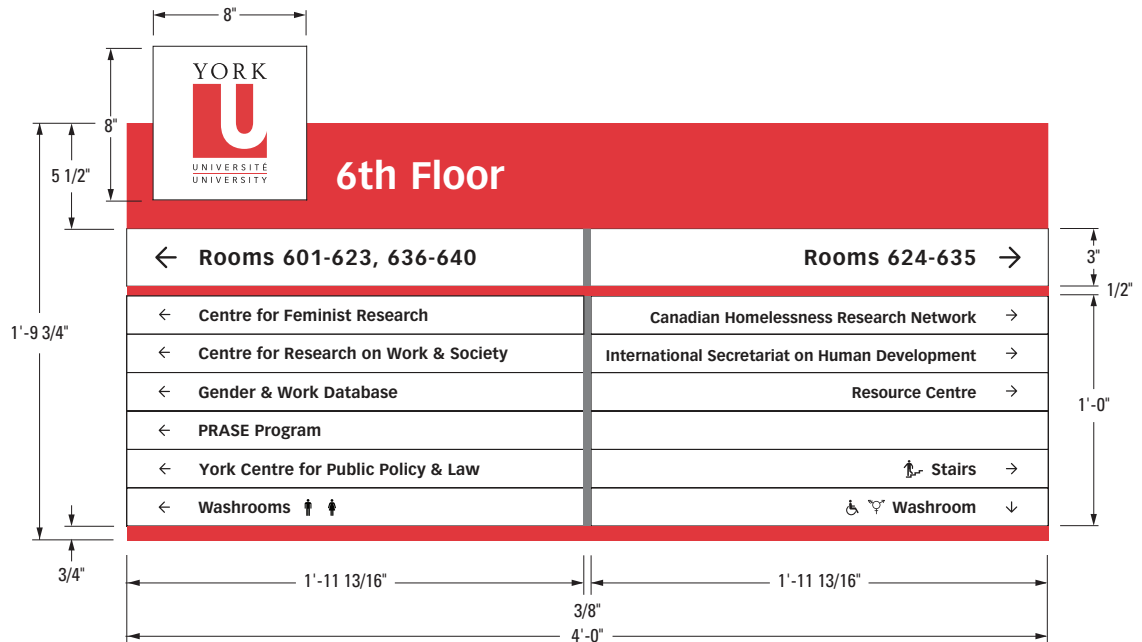 8"
YORK
U
UNIVERSITÉ
UNIVERSITY
8"
5 1/2"
6th Floor
← Rooms 601-623, 636-640
Rooms 624-635 →
3"
1/2"
1'-9 3/4"
← Centre for Feminist Research
Canadian Homelessness Research Network →
← Centre for Research on Work & Society
International Secretariat on Human Development →
← Gender & Work Database
Resource Centre →
1'-0"
← PRASE Program
← York Centre for Public Policy & Law
Stairs →
← Washrooms
Washroom ↓
3/4"
1'-11 13/16"
1'-11 13/16"
3/8"
4'-0"